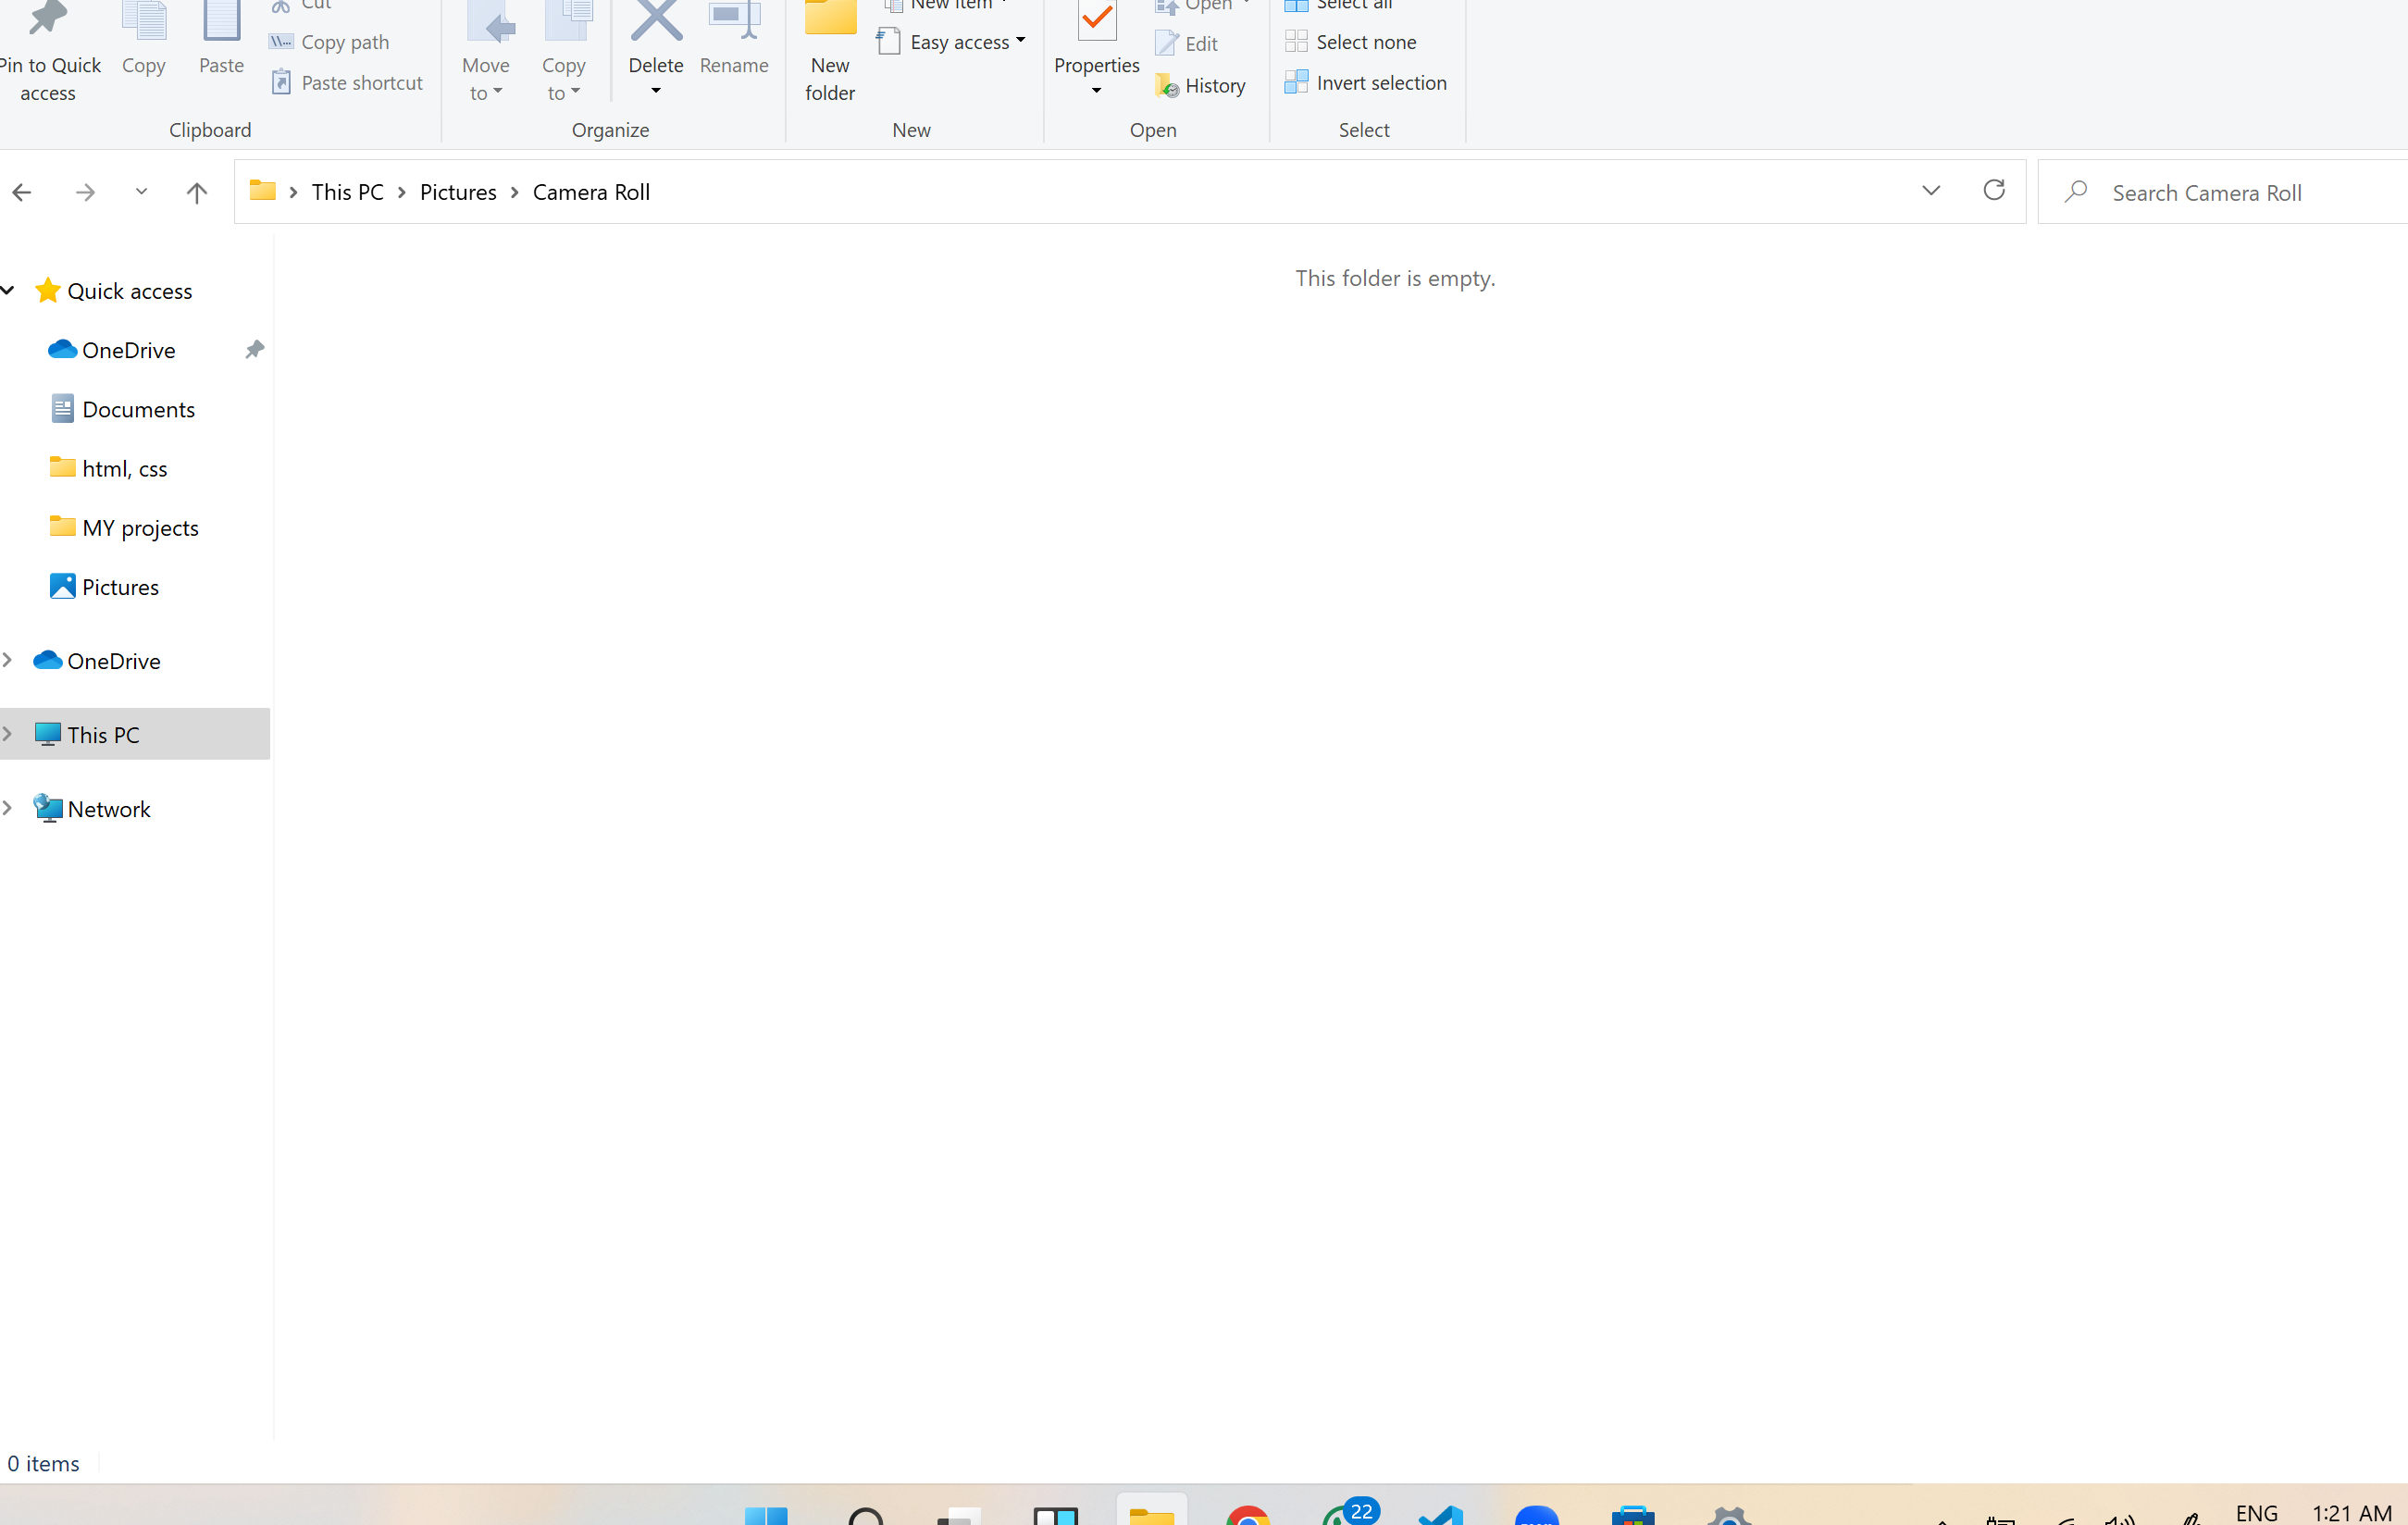 Cut
New item
Open
Select all
Copy path
Easy access
Edit
Select none
Pin to Quick access
Copy
Paste
Paste shortcut
Move to
Copy to
Delete
Rename
New folder
Properties
History
Invert selection
Clipboard
Organize
New
Open
Select
This PC
Pictures
Camera Roll
Search Camera Roll
This folder is empty.
Quick access
OneDrive
Documents
html, css
MY projects
Pictures
OneDrive
This PC
Network
0 items
22
ENG
1:21 AM